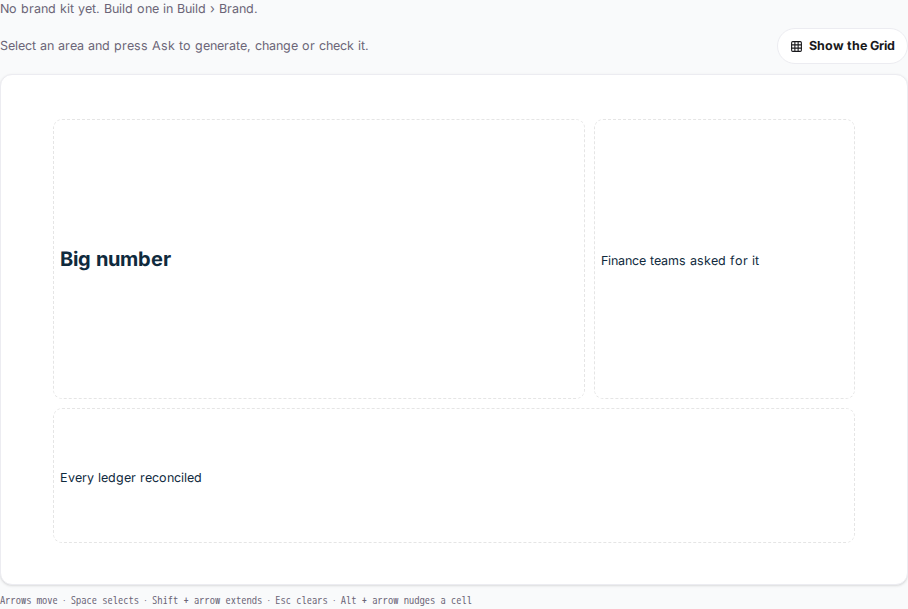 No brand kit yet. Build one in Build › Brand.
Select an area and press Ask to generate, change or check it.
Show the Grid
Big number
Finance teams asked for it
Every ledger reconciled
Arrows move · Space selects · Shift + arrow extends · Esc clears · Alt + arrow nudges a cell